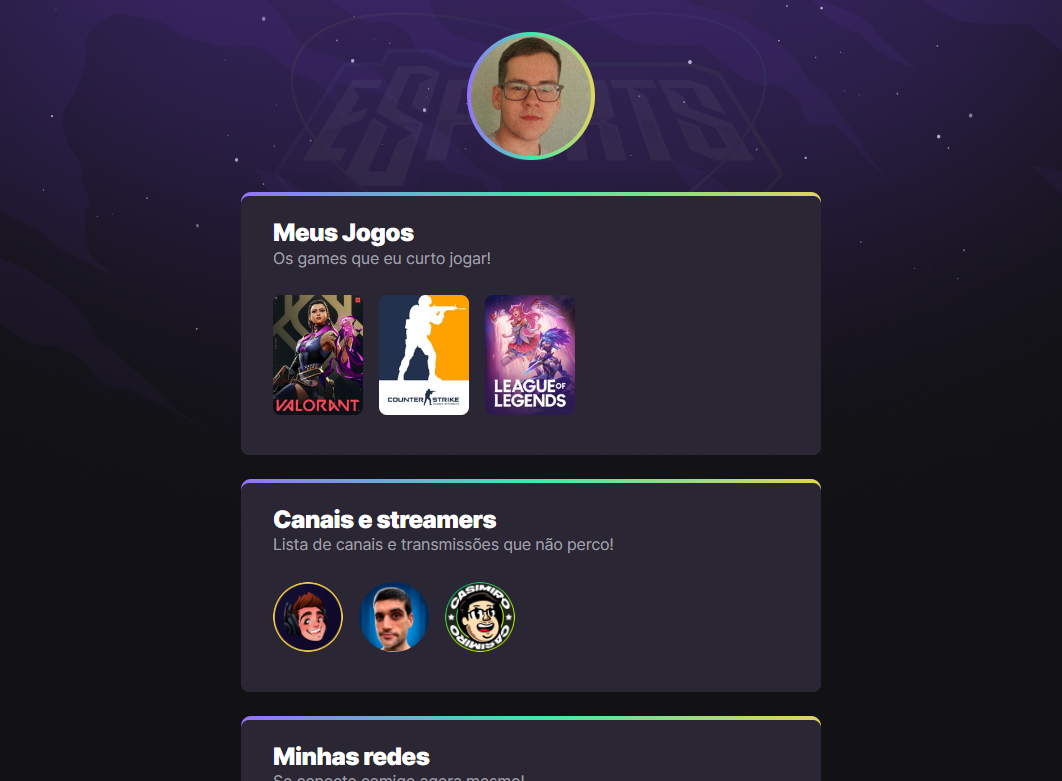 ESPORTS
Meus Jogos
Os games que eu curto jogar!
VALORANT
COUNTER STRIKE
LEAGUE OF
LEGENDS
Canais e streamers
Lista de canais e transmissões que não perco!
CASIMIRO
CASIMIRO
Minhas redes
Se conecte comigo agora mesmo!